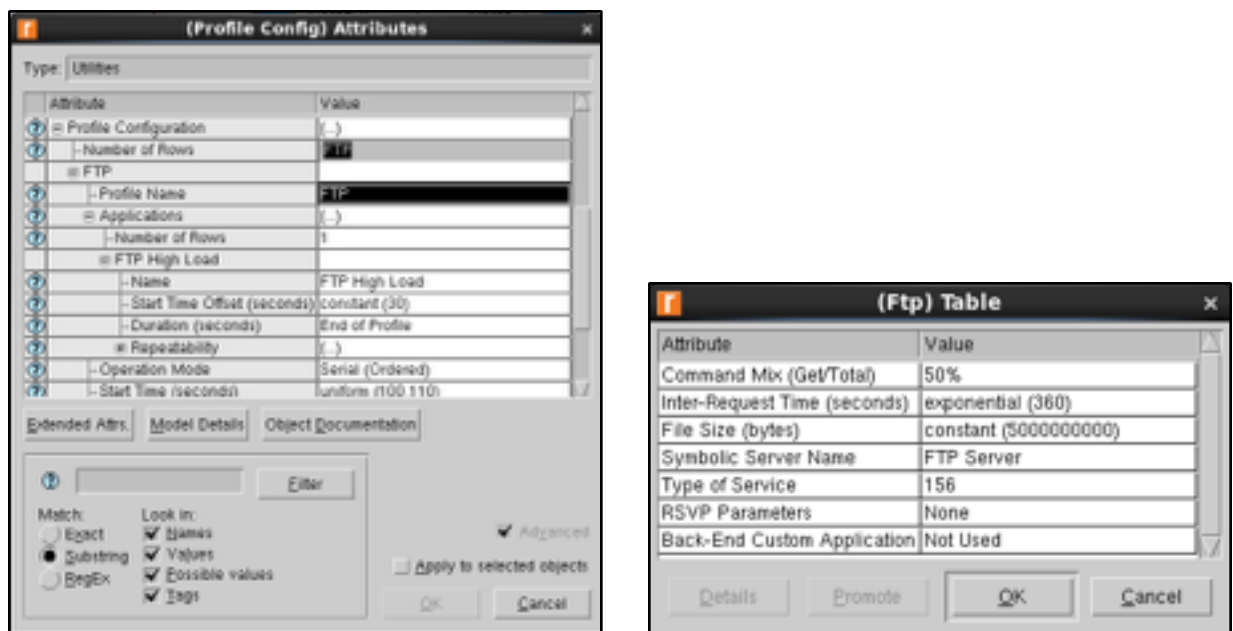 (Profile Config) Attributes
Type: Utilities
Attribute Value
Profile Configuration (...)
Number of Rows
FTP
Profile Name FTP
Applications (...)
Number of Rows 1
FTP High Load
Name FTP High Load
Start Time Offset (seconds) constant (30)
Duration (seconds) End of Profile
Repeatability (...)
Operation Mode Serial (Ordered)
Start Time (seconds) uniform (100,110)
Extended Attrs. Model Details Object Documentation
Filter
Match: Look in:
Exact Names
Substring Values
RegEx Possible values
Tags
Advanced
Apply to selected objects
OK Cancel
(Ftp) Table
Attribute Value
Command Mix (Get/Total) 50%
Inter-Request Time (seconds) exponential (360)
File Size (bytes) constant (5000000000)
Symbolic Server Name FTP Server
Type of Service 156
RSVP Parameters None
Back-End Custom Application Not Used
Details Promote OK Cancel